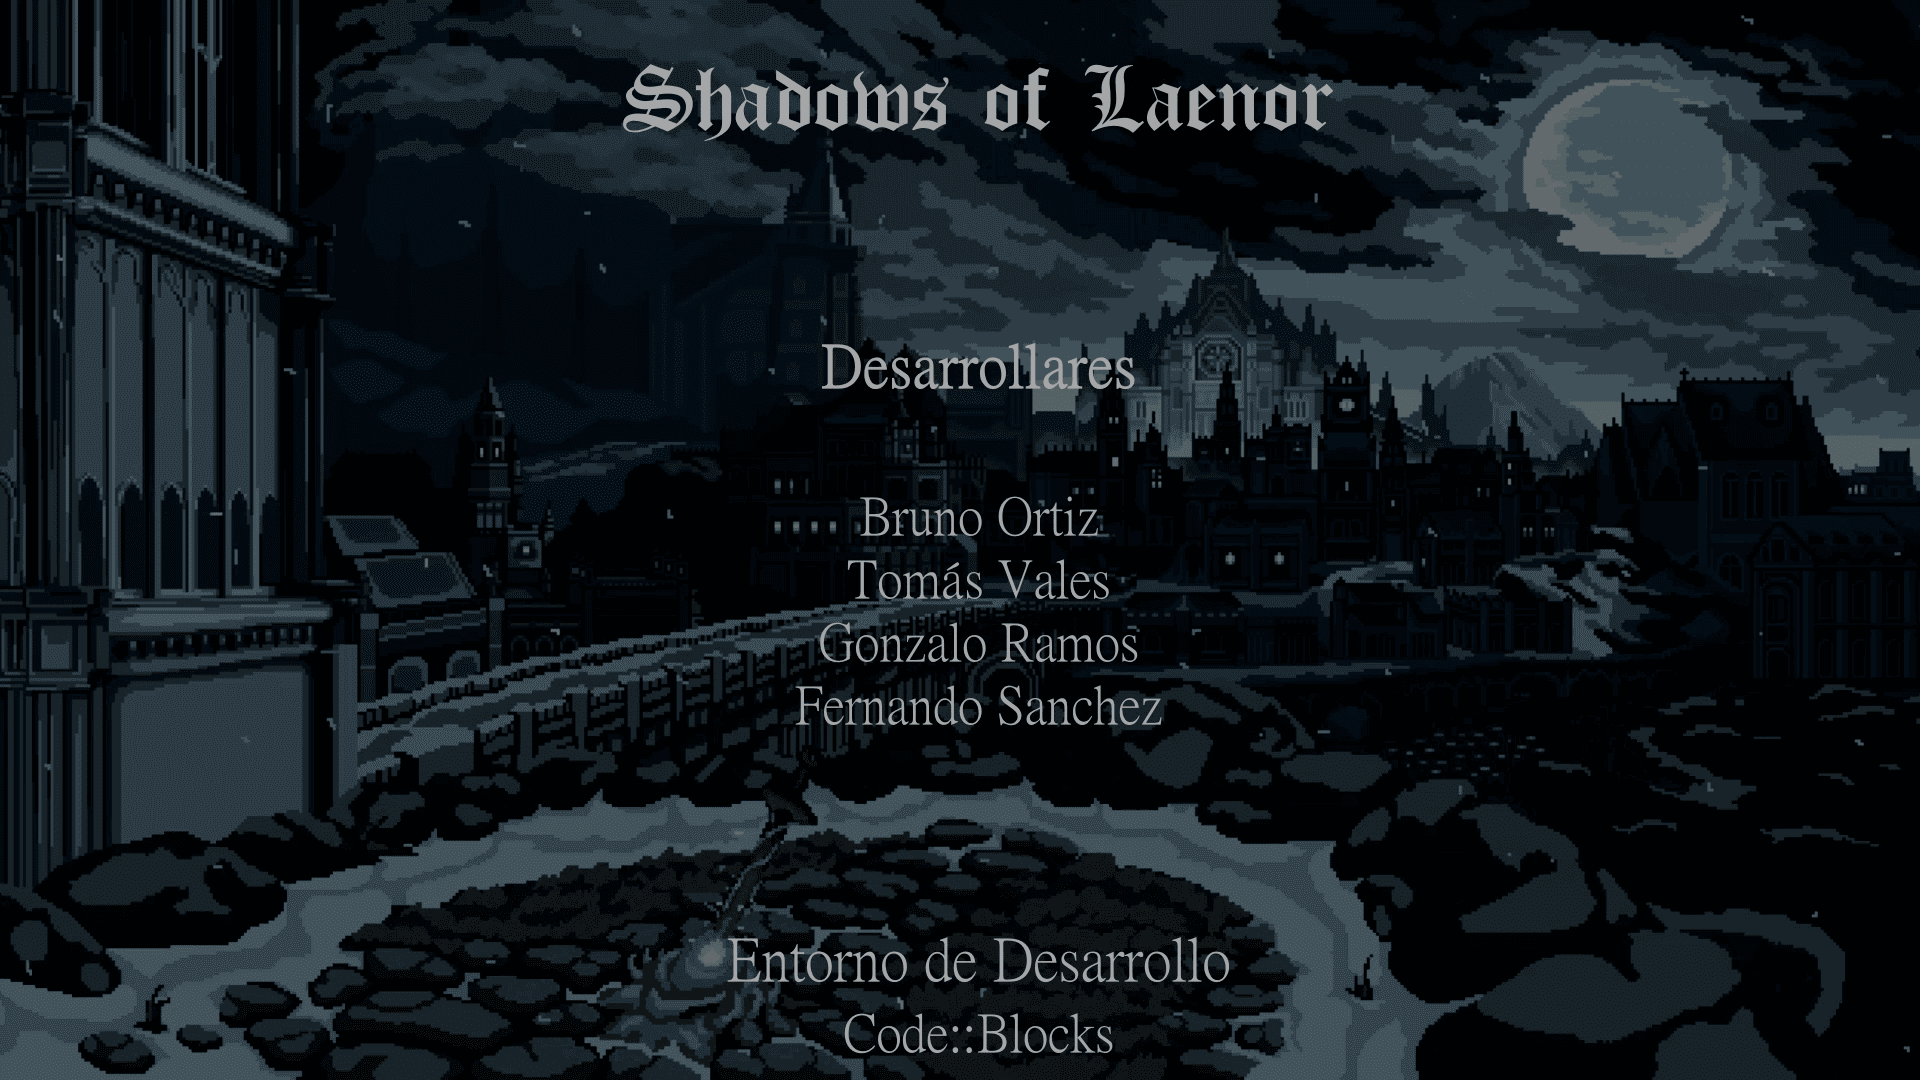 Shadows of Laenor
Desarrollares
Bruno Ortiz
Tomás Vales
Gonzalo Ramos
Fernando Sanchez
Entorno de Desarrollo
Code::Blocks